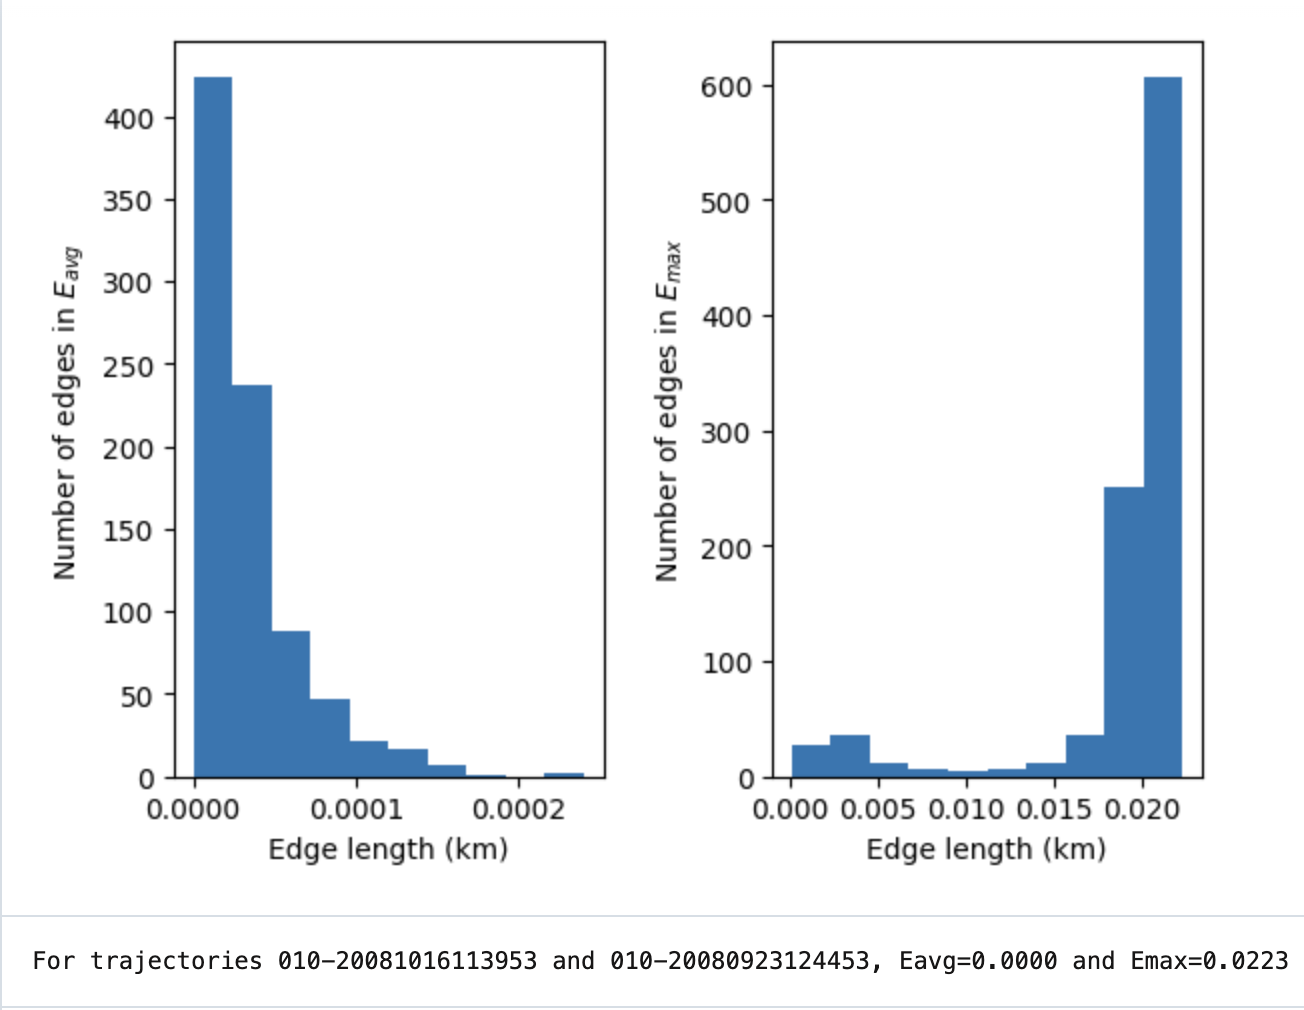 Number of edges in Eavg
400
350
300
250
200
150
100
50
0
0.0000 0.0001 0.0002
Edge length (km)
Number of edges in Emax
600
500
400
300
200
100
0
0.000 0.005 0.010 0.015 0.020
Edge length (km)
For trajectories 010-20081016113953 and 010-20080923124453, Eavg=0.0000 and Emax=0.0223